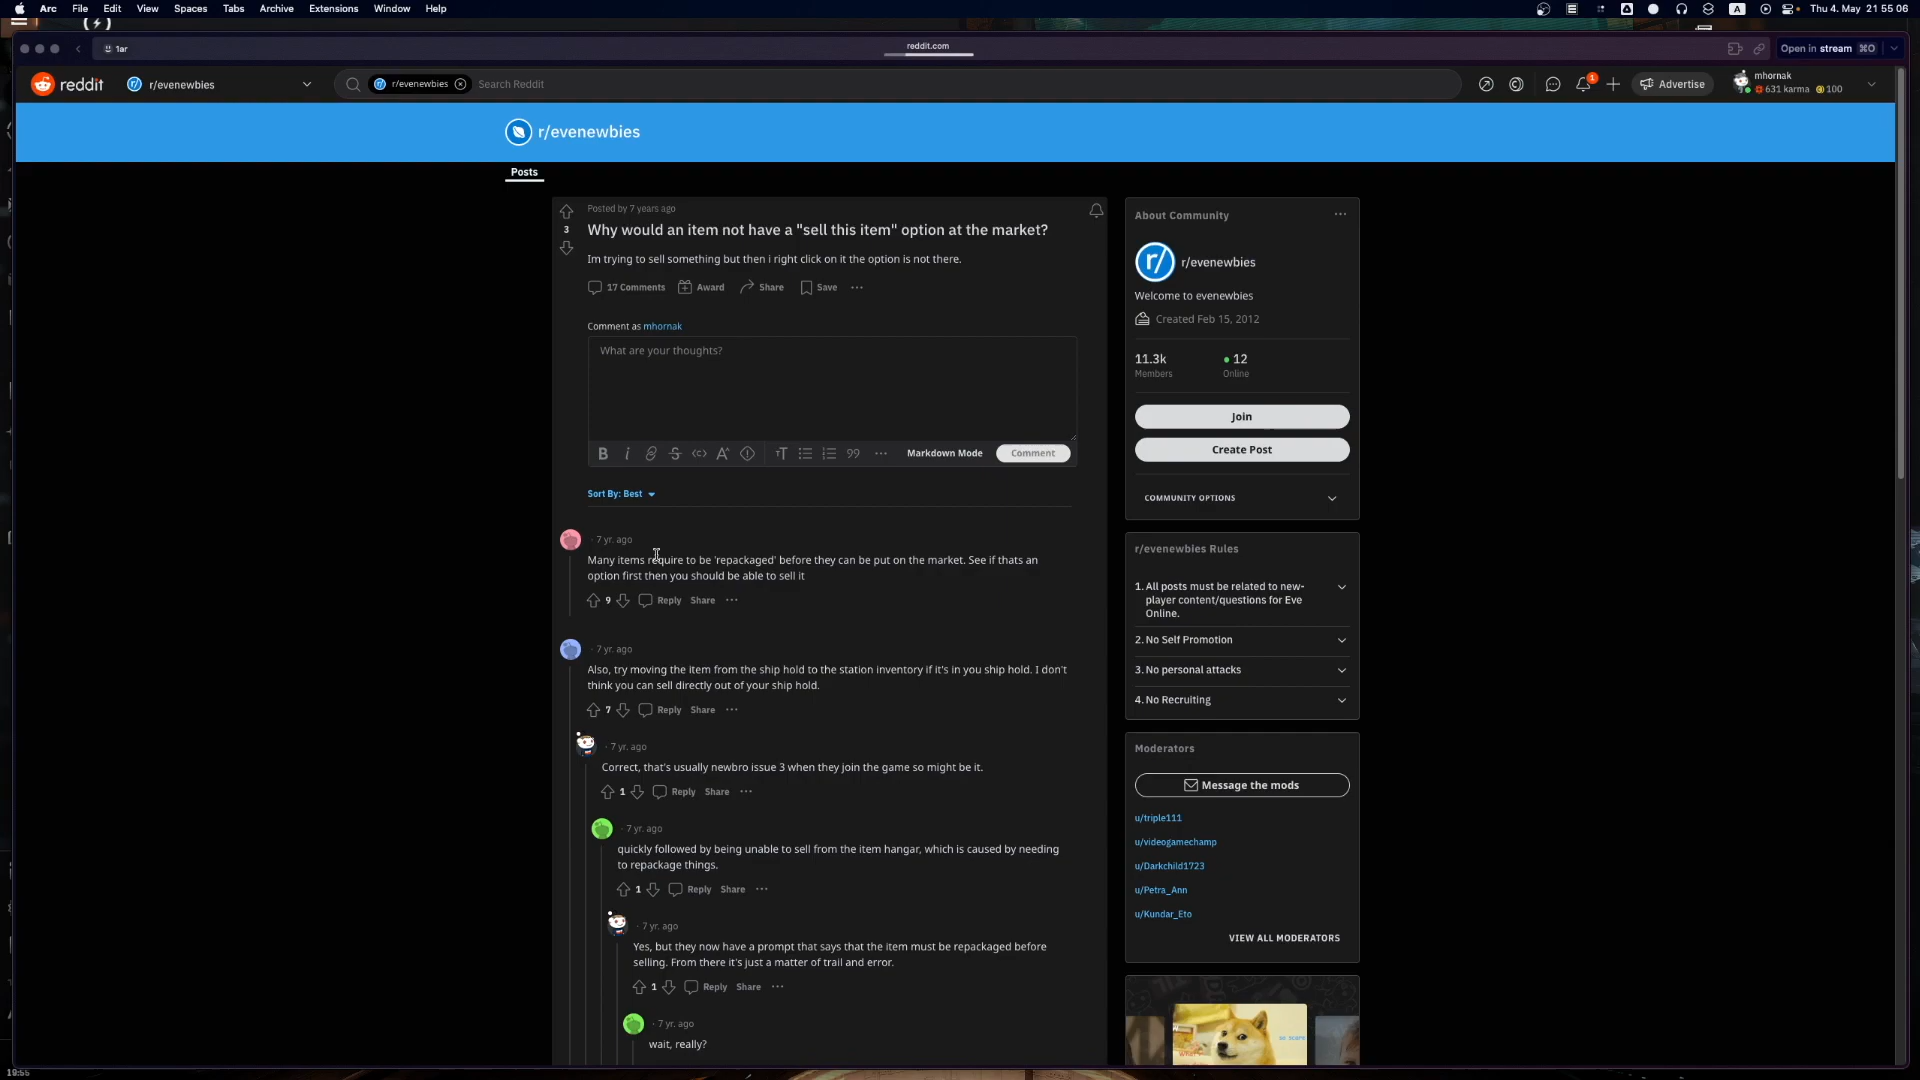 Arc File Edit View Spaces Tabs Archive Extensions Window Help
A Thu 4. May 21 55 06
1ar
reddit.com
Open in stream ⌘O
reddit r/evenewbies
r/evenewbies Search Reddit
1
Advertise
mhornak
631 karma 100
r/evenewbies
Posts
Posted by 7 years ago
3
Why would an item not have a "sell this item" option at the market?
Im trying to sell something but then i right click on it the option is not there.
17 Comments Award Share Save ...
Comment as mhornak
What are your thoughts?
B i S <c> A T 99 ... Markdown Mode Comment
Sort By: Best
· 7 yr. ago
Many items require to be 'repackaged' before they can be put on the market. See if thats an
option first then you should be able to sell it
9 Reply Share ...
· 7 yr. ago
Also, try moving the item from the ship hold to the station inventory if it's in you ship hold. I don't
think you can sell directly out of your ship hold.
7 Reply Share ...
· 7 yr. ago
Correct, that's usually newbro issue 3 when they join the game so might be it.
1 Reply Share ...
· 7 yr. ago
quickly followed by being unable to sell from the item hangar, which is caused by needing
to repackage things.
1 Reply Share ...
· 7 yr. ago
Yes, but they now have a prompt that says that the item must be repackaged before
selling. From there it's just a matter of trail and error.
1 Reply Share ...
· 7 yr. ago
wait, really?
About Community ...
r/ r/evenewbies
Welcome to evenewbies
Created Feb 15, 2012
11.3k
Members
12
Online
Join
Create Post
COMMUNITY OPTIONS
r/evenewbies Rules
1. All posts must be related to new-
player content/questions for Eve
Online.
2. No Self Promotion
3. No personal attacks
4. No Recruiting
Moderators
Message the mods
u/triple111
u/videogamechamp
u/Darkchild1723
u/Petra_Ann
u/Kundar_Eto
VIEW ALL MODERATORS
so scare
19:55